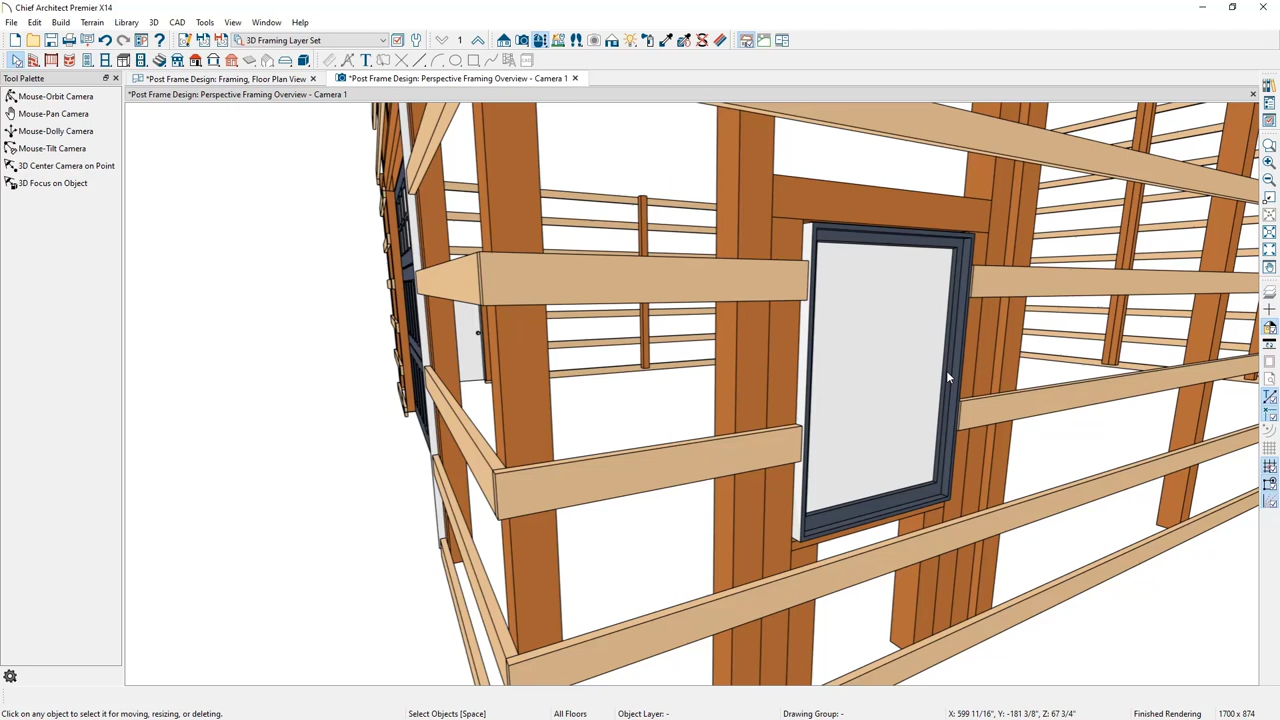 Chief Architect Premier X14
File Edit Build Terrain Library 3D CAD Tools View Window Help
3D Framing Layer Set 1
Tool Palette
*Post Frame Design: Framing, Floor Plan View
*Post Frame Design: Perspective Framing Overview - Camera 1
*Post Frame Design: Perspective Framing Overview - Camera 1
Mouse-Orbit Camera
Mouse-Pan Camera
Mouse-Dolly Camera
Mouse-Tilt Camera
3D Center Camera on Point
3D Focus on Object
Click on any object to select it for moving, resizing, or deleting. Select Objects [Space] All Floors Object Layer: - Drawing Group: - X: 599 11/16", Y: -181 3/8", Z: 67 3/4" Finished Rendering 1700 x 874